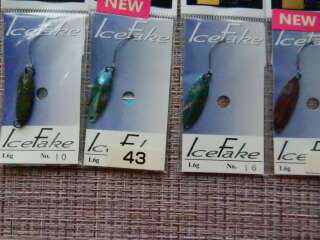 NEW
NEW
IceFake
IceFake
IceFake
IceFake
1.6g No. 10
IceFake
1.6g 43
IceFake
1.6g No. 16
1.6g